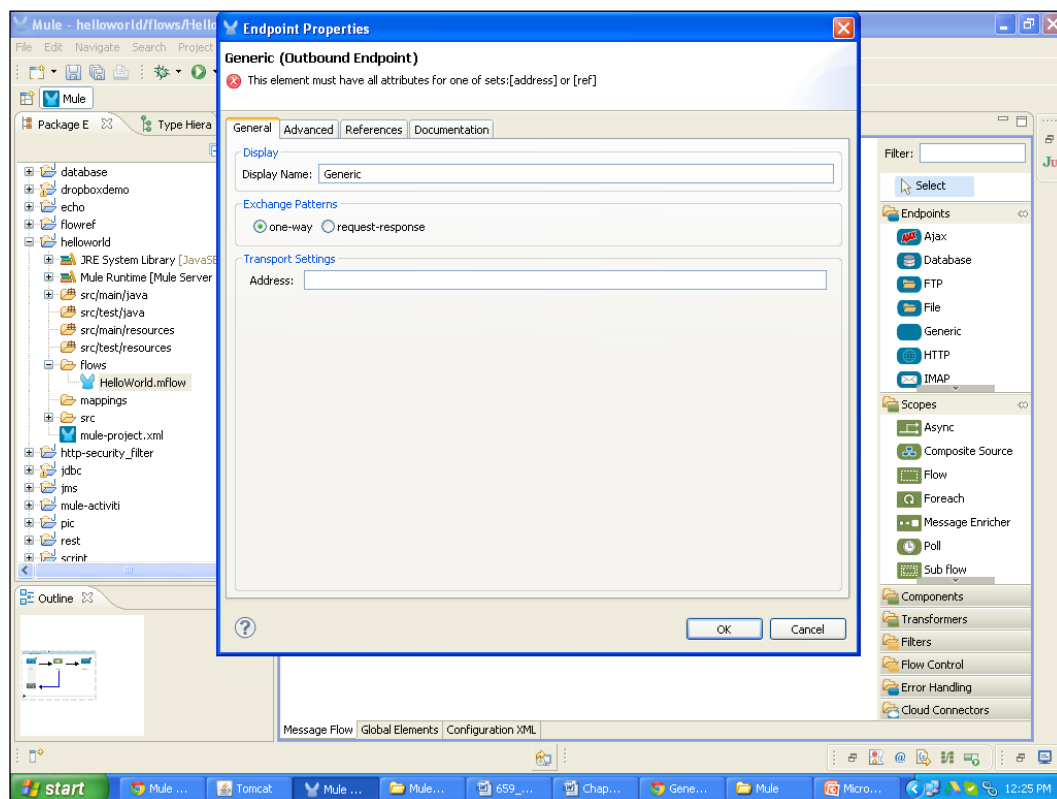 Mule - helloworld/flows/Hello
File Edit Navigate Search Project
Mule
Package E
Type Hiera
database
dropboxdemo
echo
flowref
helloworld
JRE System Library [JavaSE
Mule Runtime [Mule Server
src/main/java
src/test/java
src/main/resources
src/test/resources
flows
HelloWorld.mflow
mappings
src
mule-project.xml
http-security_filter
jdbc
jms
mule-activiti
pic
rest
script
Outline
Endpoint Properties
Generic (Outbound Endpoint)
This element must have all attributes for one of sets:[address] or [ref]
General Advanced References Documentation
Display
Display Name: Generic
Exchange Patterns
one-way request-response
Transport Settings
Address:
OK Cancel
Filter:
Select
Endpoints
Ajax
Database
FTP
File
Generic
HTTP
IMAP
Scopes
Async
Composite Source
Flow
Foreach
Message Enricher
Poll
Sub flow
Components
Transformers
Filters
Flow Control
Error Handling
Cloud Connectors
Ju
Message Flow Global Elements Configuration XML
start
Mule ...
Tomcat
Mule ...
Mule...
659_...
Chap...
Gene...
Mule
Micro...
12:25 PM